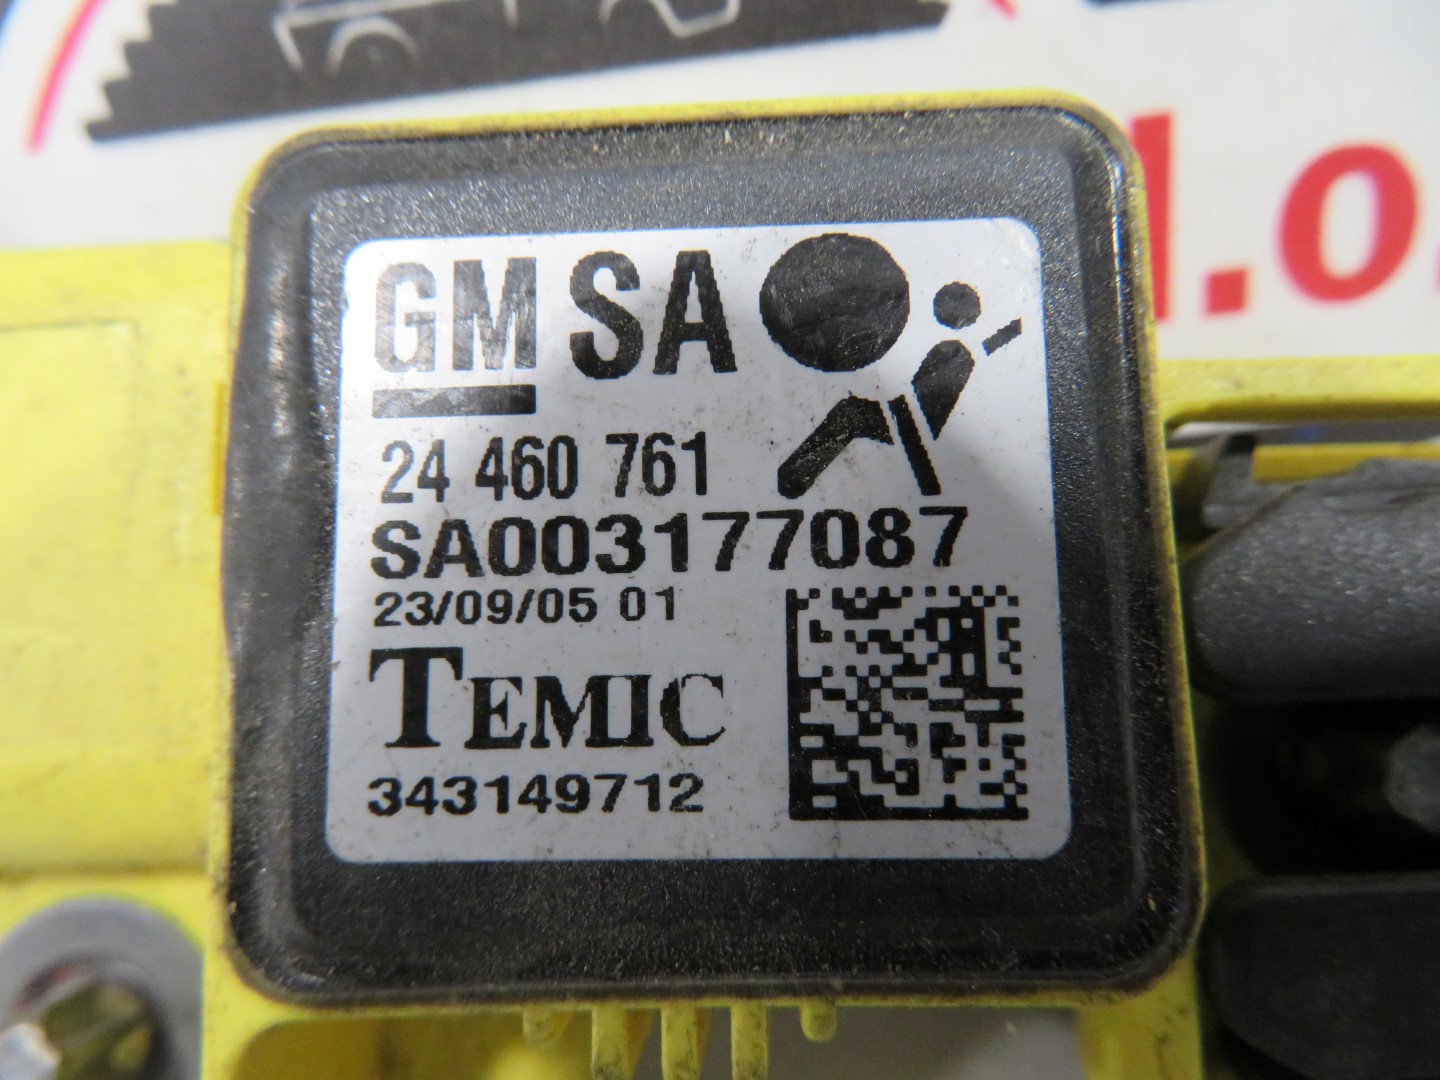 GM SA
24 460 761
SA003177087
23/09/05 01
TEMIC
343149712